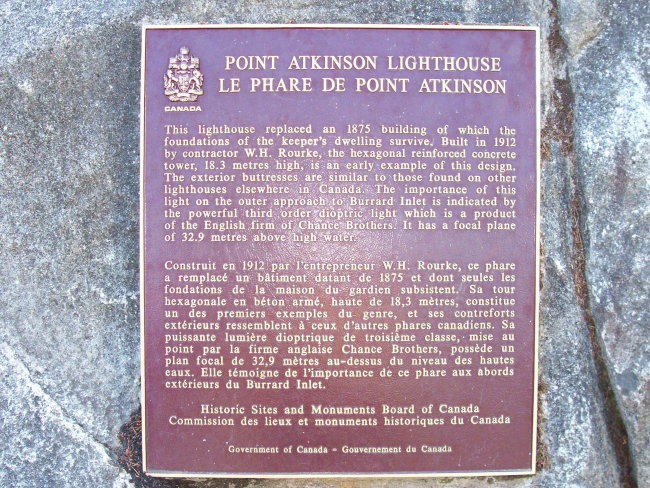 POINT ATKINSON LIGHTHOUSE
LE PHARE DE POINT ATKINSON
CANADA
This lighthouse replaced an 1875 building of which the
foundations of the keeper's dwelling survive. Built in 1912
by contractor W.H. Rourke, the hexagonal reinforced concrete
tower, 18.3 metres high, is an early example of this design.
The exterior buttresses are similar to those found on other
lighthouses elsewhere in Canada. The importance of this
light on the outer approach to Burrard Inlet is indicated by
the powerful third order dioptric light which is a product
of the English firm of Chance Brothers. It has a focal plane
of 32.9 metres above high water.
Construit en 1912 par l'entrepreneur W.H. Rourke, ce phare
a remplacé un bâtiment datant de 1875 et dont seules les
fondations de la maison du gardien subsistent. Sa tour
hexagonale en béton armé, haute de 18,3 mètres, constitue
un des premiers exemples du genre, et ses contreforts
extérieurs ressemblent à ceux d'autres phares canadiens. Sa
puissante lumière dioptrique de troisième classe, mise au
point par la firme anglaise Chance Brothers, possède un
plan focal de 32,9 mètres au-dessus du niveau des hautes
eaux. Elle témoigne de l'importance de ce phare aux abords
extérieurs du Burrard Inlet.
Historic Sites and Monuments Board of Canada
Commission des lieux et monuments historiques du Canada
Government of Canada - Gouvernement du Canada